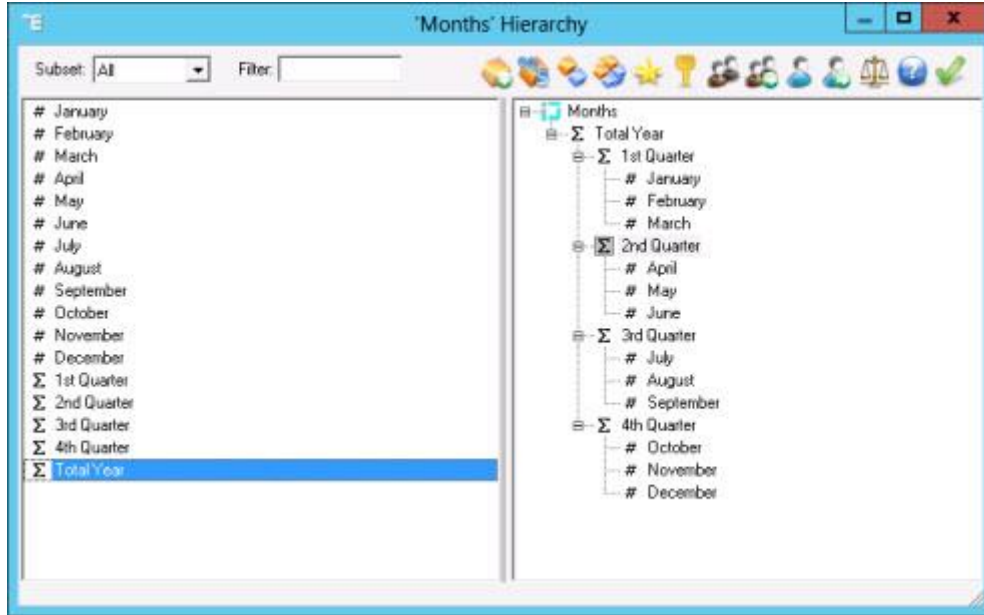 'Months' Hierarchy
Subset: All Filter:
# January
# February
# March
# April
# May
# June
# July
# August
# September
# October
# November
# December
Σ 1st Quarter
Σ 2nd Quarter
Σ 3rd Quarter
Σ 4th Quarter
Σ Total Year
Months
Σ Total Year
Σ 1st Quarter
# January
# February
# March
Σ 2nd Quarter
# April
# May
# June
Σ 3rd Quarter
# July
# August
# September
Σ 4th Quarter
# October
# November
# December